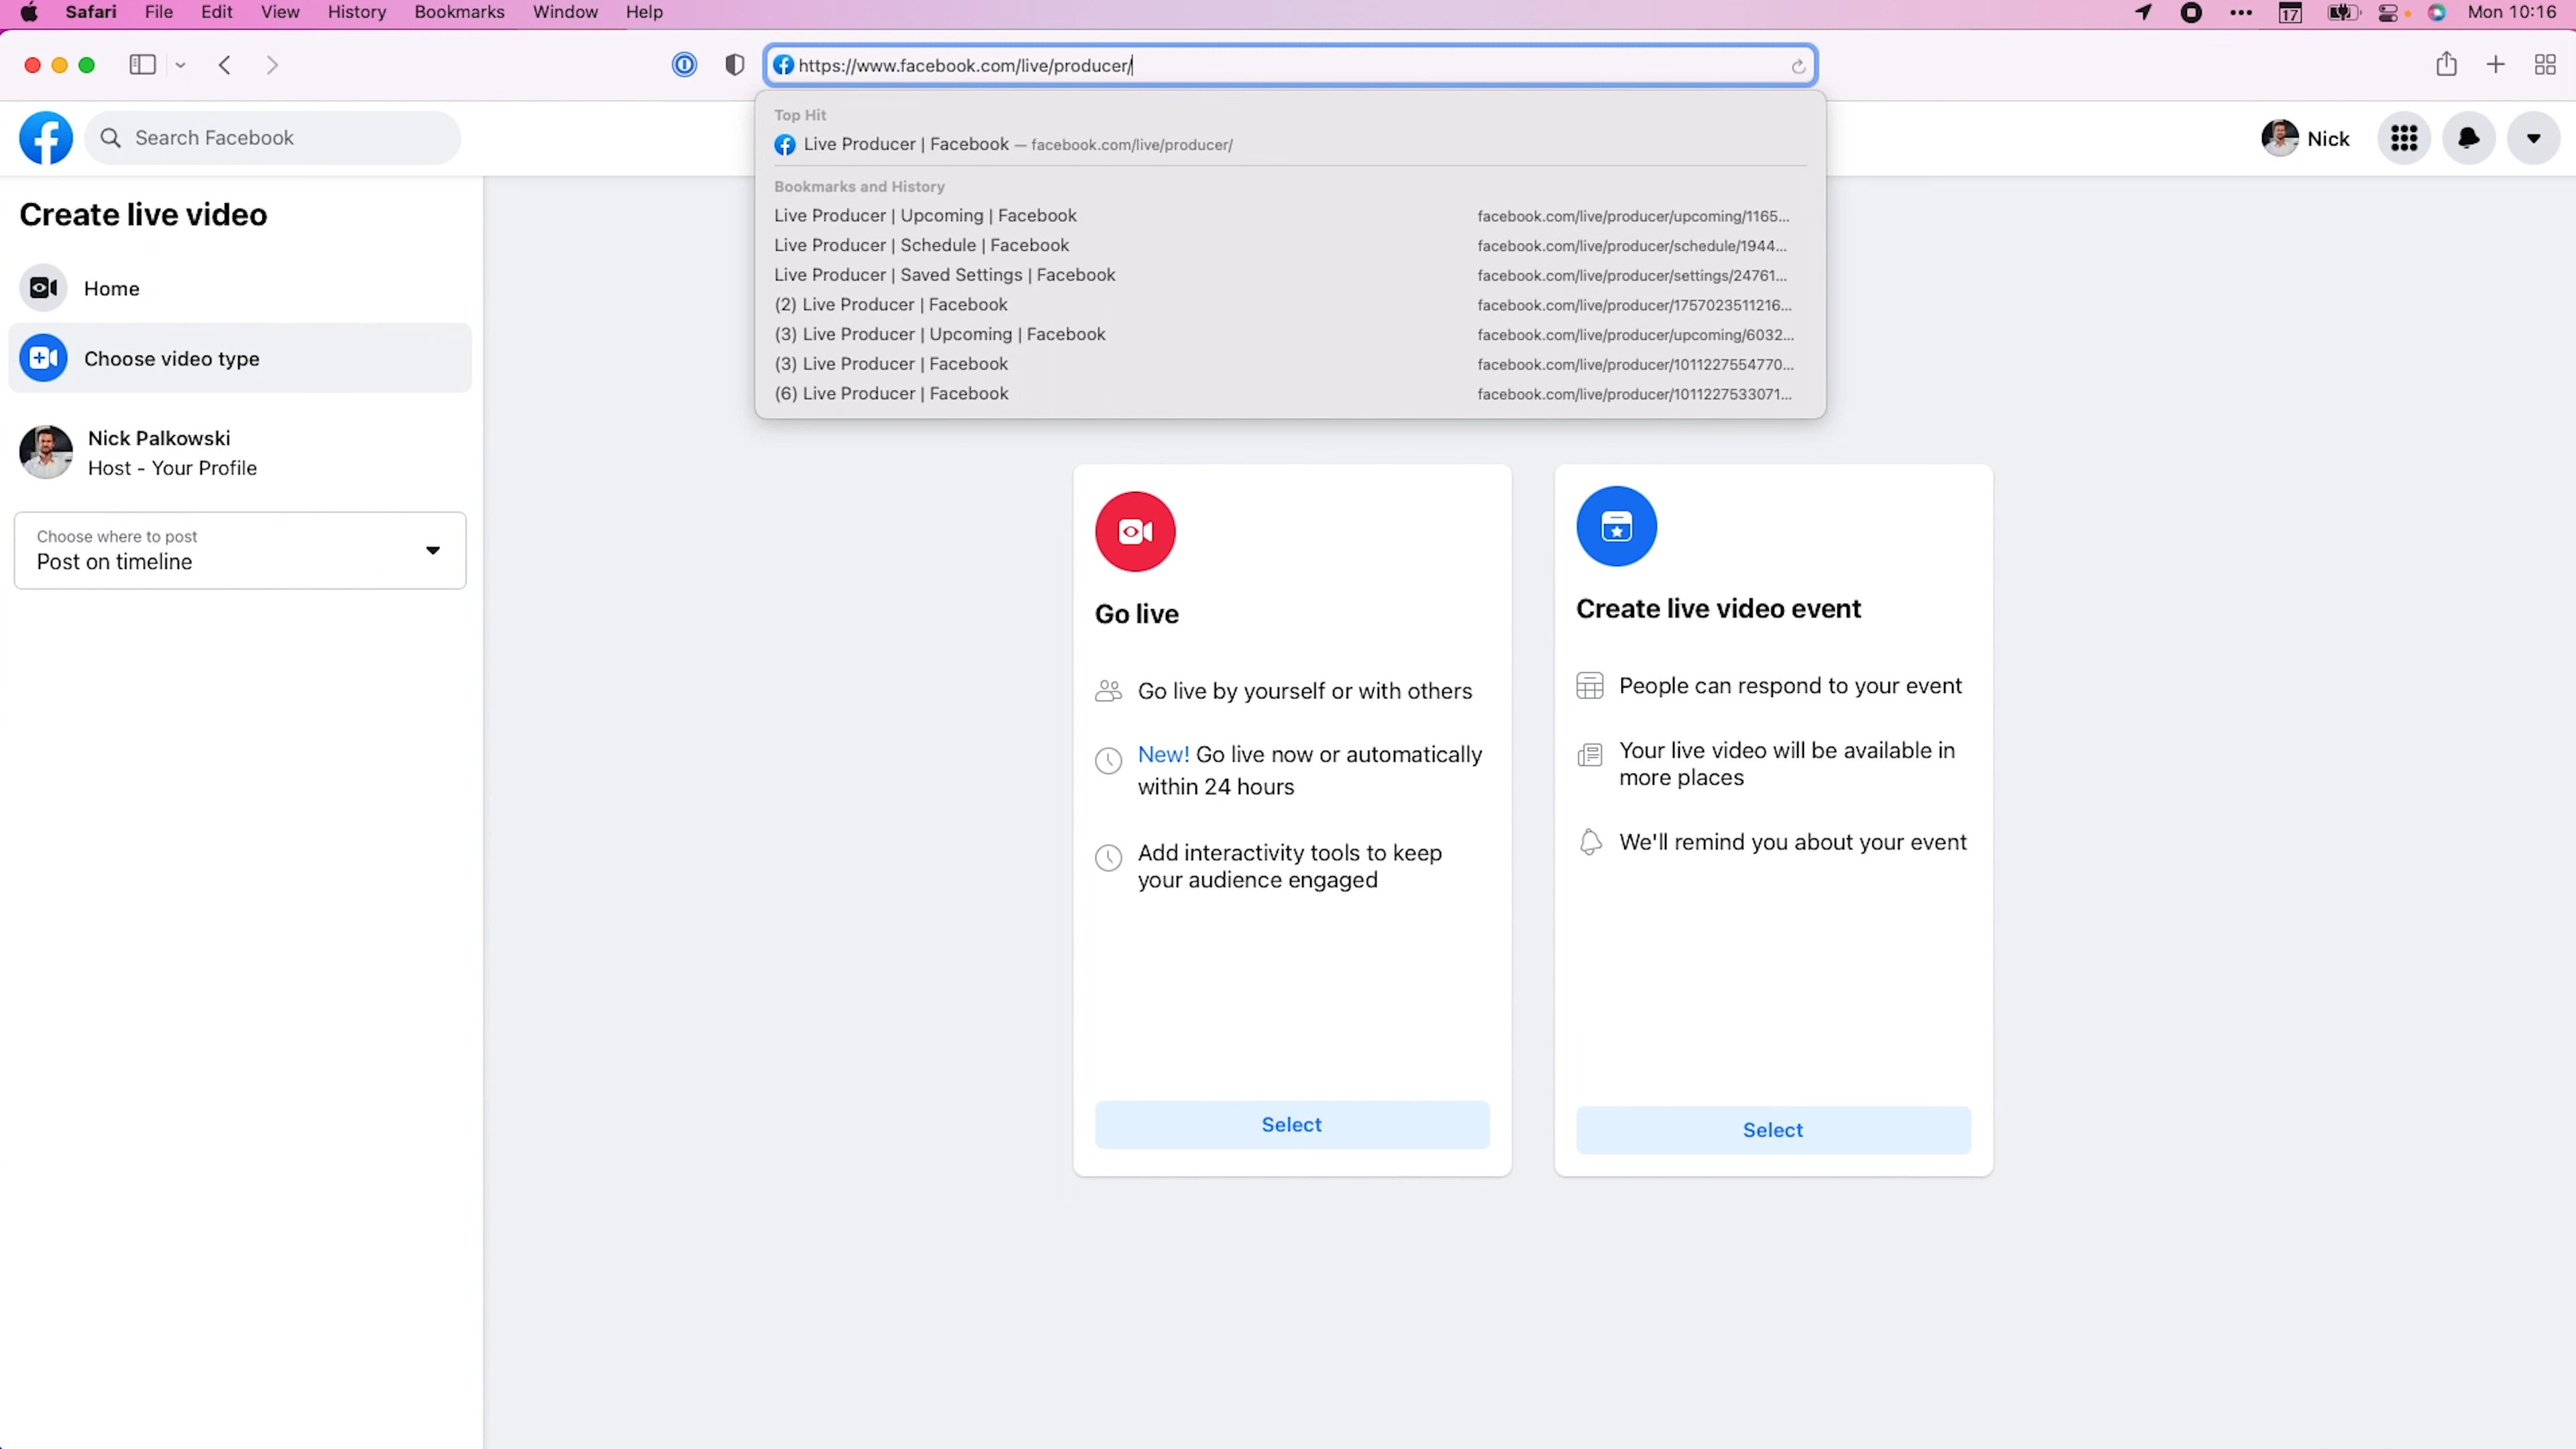 Safari File Edit View History Bookmarks Window Help
17 Mon 10:16
https://www.facebook.com/live/producer/
Top Hit
Live Producer | Facebook — facebook.com/live/producer/
Bookmarks and History
Live Producer | Upcoming | Facebook facebook.com/live/producer/upcoming/1165...
Live Producer | Schedule | Facebook facebook.com/live/producer/schedule/1944...
Live Producer | Saved Settings | Facebook facebook.com/live/producer/settings/24761...
(2) Live Producer | Facebook facebook.com/live/producer/1757023511216...
(3) Live Producer | Upcoming | Facebook facebook.com/live/producer/upcoming/6032...
(3) Live Producer | Facebook facebook.com/live/producer/1011227554770...
(6) Live Producer | Facebook facebook.com/live/producer/1011227533071...
Search Facebook
Nick
Create live video
Home
Choose video type
Nick Palkowski
Host - Your Profile
Choose where to post
Post on timeline
Go live
Go live by yourself or with others
New! Go live now or automatically
within 24 hours
Add interactivity tools to keep
your audience engaged
Select
Create live video event
People can respond to your event
Your live video will be available in
more places
We'll remind you about your event
Select